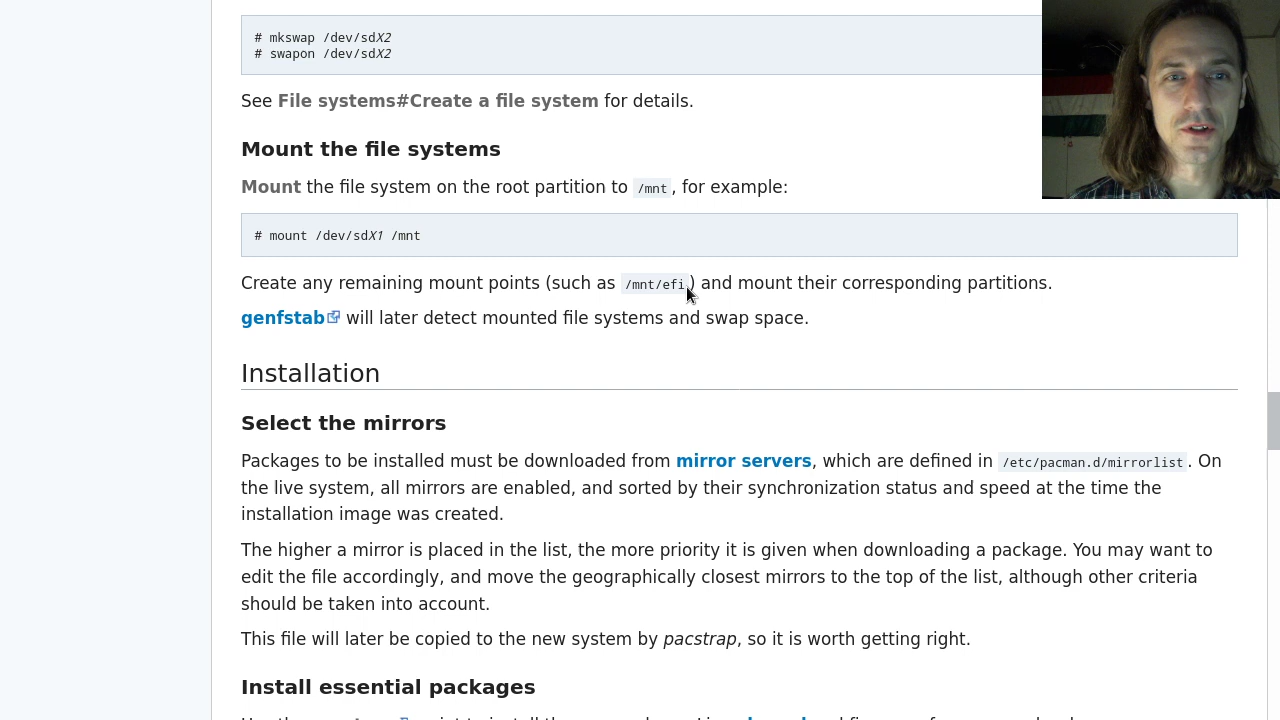 # mkswap /dev/sdX2
# swapon /dev/sdX2
See File systems#Create a file system for details.
Mount the file systems
Mount the file system on the root partition to /mnt, for example:
# mount /dev/sdX1 /mnt
Create any remaining mount points (such as /mnt/efi) and mount their corresponding partitions.
genfstab will later detect mounted file systems and swap space.
Installation
Select the mirrors
Packages to be installed must be downloaded from mirror servers, which are defined in /etc/pacman.d/mirrorlist. On
the live system, all mirrors are enabled, and sorted by their synchronization status and speed at the time the
installation image was created.
The higher a mirror is placed in the list, the more priority it is given when downloading a package. You may want to
edit the file accordingly, and move the geographically closest mirrors to the top of the list, although other criteria
should be taken into account.
This file will later be copied to the new system by pacstrap, so it is worth getting right.
Install essential packages